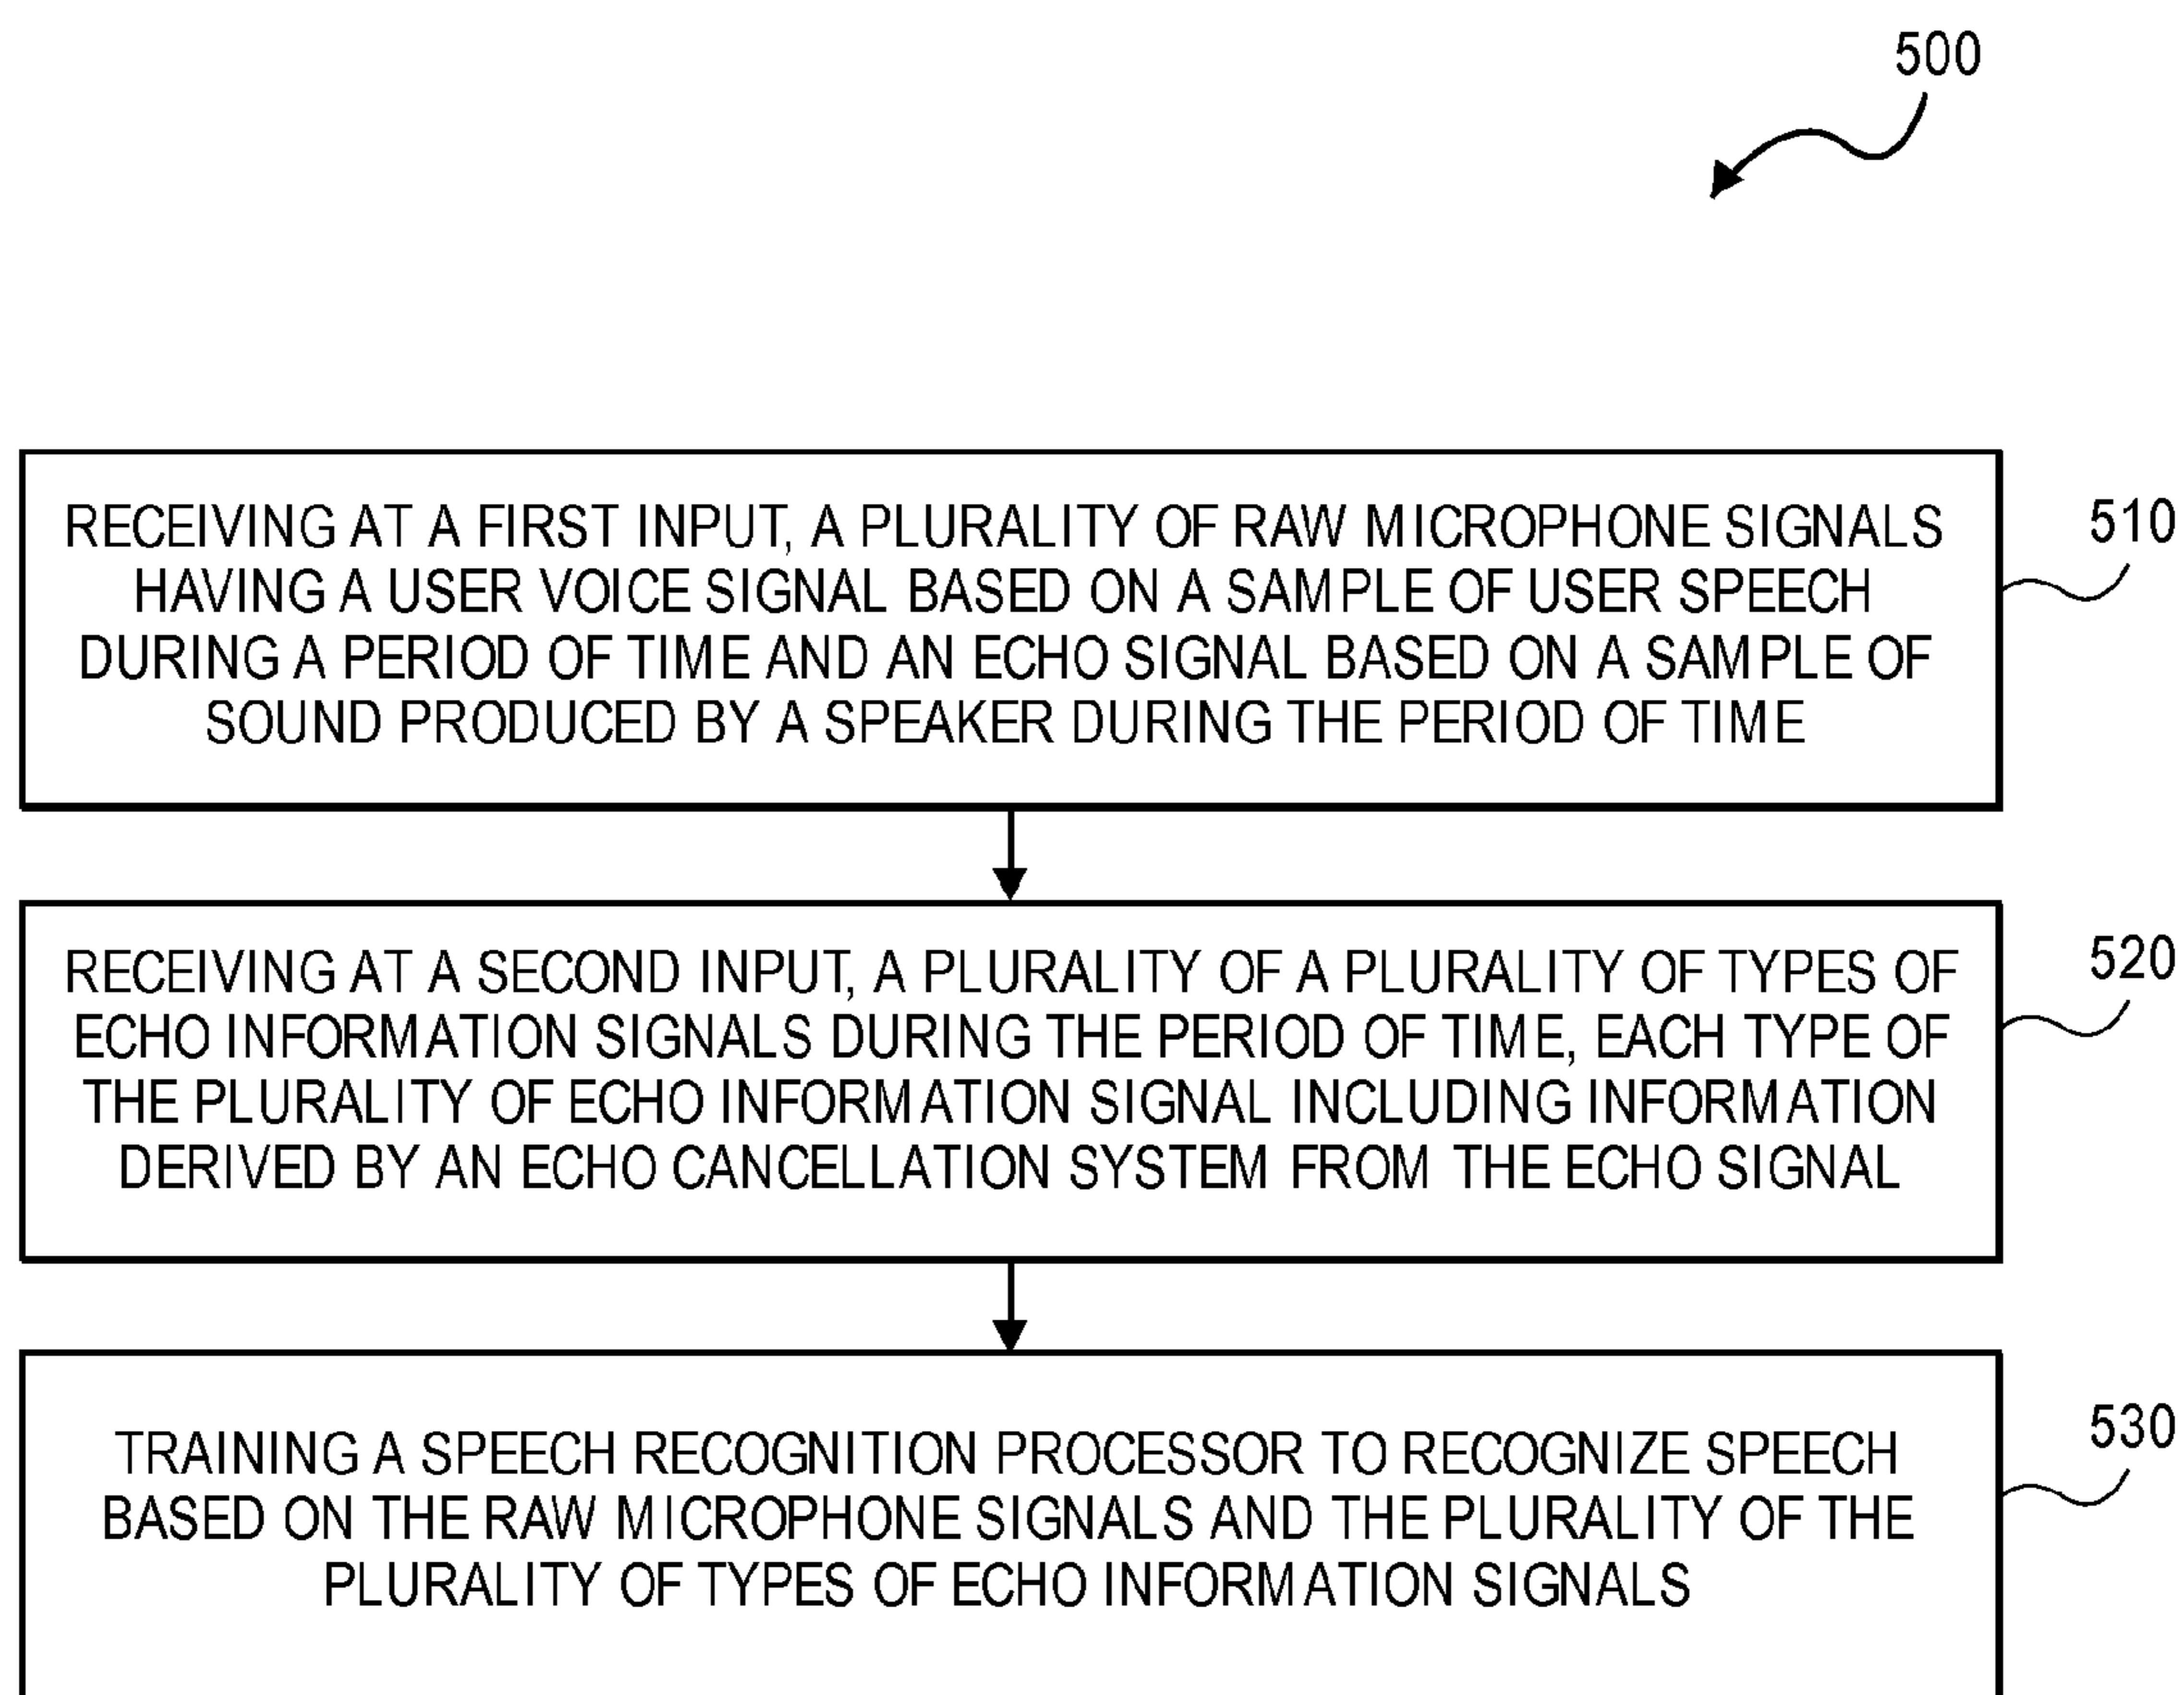 500
RECEIVING AT A FIRST INPUT, A PLURALITY OF RAW MICROPHONE SIGNALS
HAVING A USER VOICE SIGNAL BASED ON A SAMPLE OF USER SPEECH
DURING A PERIOD OF TIME AND AN ECHO SIGNAL BASED ON A SAMPLE OF
SOUND PRODUCED BY A SPEAKER DURING THE PERIOD OF TIME
510
RECEIVING AT A SECOND INPUT, A PLURALITY OF A PLURALITY OF TYPES OF
ECHO INFORMATION SIGNALS DURING THE PERIOD OF TIME, EACH TYPE OF
THE PLURALITY OF ECHO INFORMATION SIGNAL INCLUDING INFORMATION
DERIVED BY AN ECHO CANCELLATION SYSTEM FROM THE ECHO SIGNAL
520
TRAINING A SPEECH RECOGNITION PROCESSOR TO RECOGNIZE SPEECH
BASED ON THE RAW MICROPHONE SIGNALS AND THE PLURALITY OF THE
PLURALITY OF TYPES OF ECHO INFORMATION SIGNALS
530